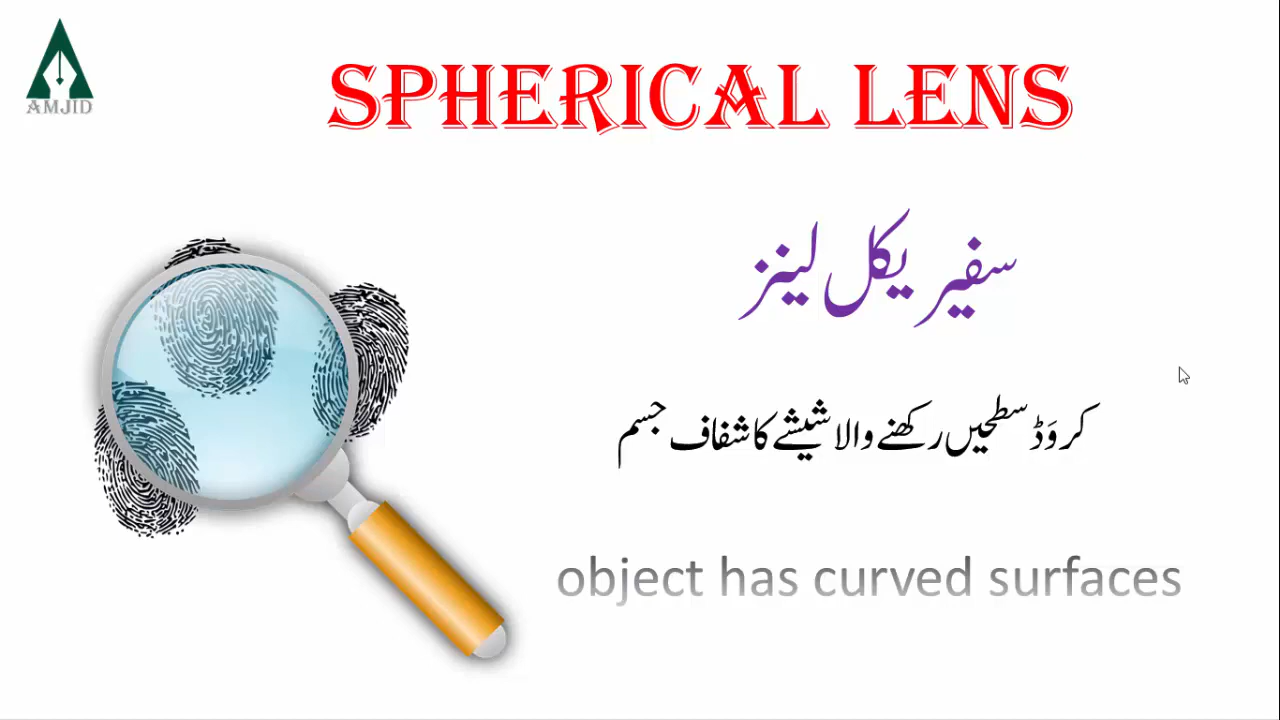 AMJID
SPHERICAL LENS
سفیریکل لینز
کروَڈ سطحیں رکھنے والا شیشے کا شفاف جسم
object has curved surfaces